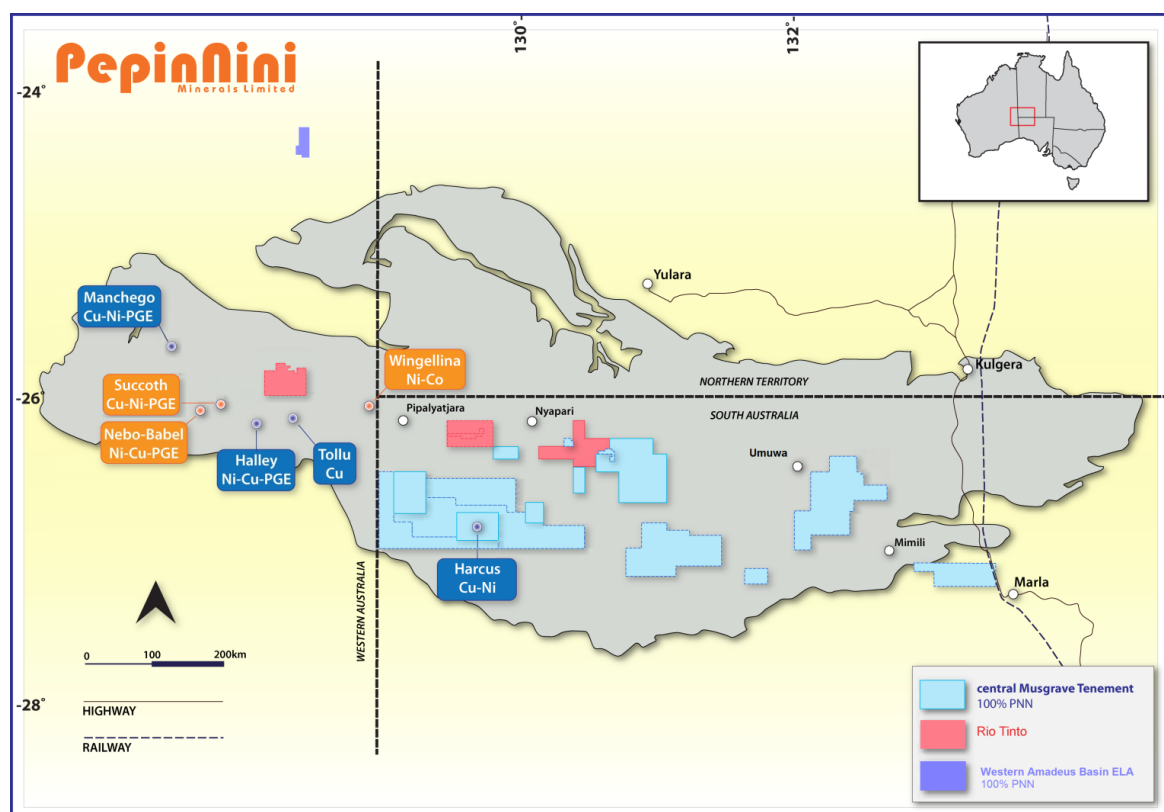 PepinNini
Minerals Limited
130°
132°
-24°
-26°
-28°
Yulara
Manchego
Cu-Ni-PGE
Wingellina
Ni-Co
Kulgera
NORTHERN TERRITORY
SOUTH AUSTRALIA
Succoth
Cu-Ni-PGE
Nebo-Babel
Ni-Cu-PGE
Pipalyatjara
Nyapari
Halley
Ni-Cu-PGE
Tollu
Cu
Umuwa
Harcus
Cu-Ni
Mimili
Marla
WESTERN AUSTRALIA
0 100 200km
HIGHWAY
RAILWAY
central Musgrave Tenement
100% PNN
Rio Tinto
Western Amadeus Basin ELA
100% PNN